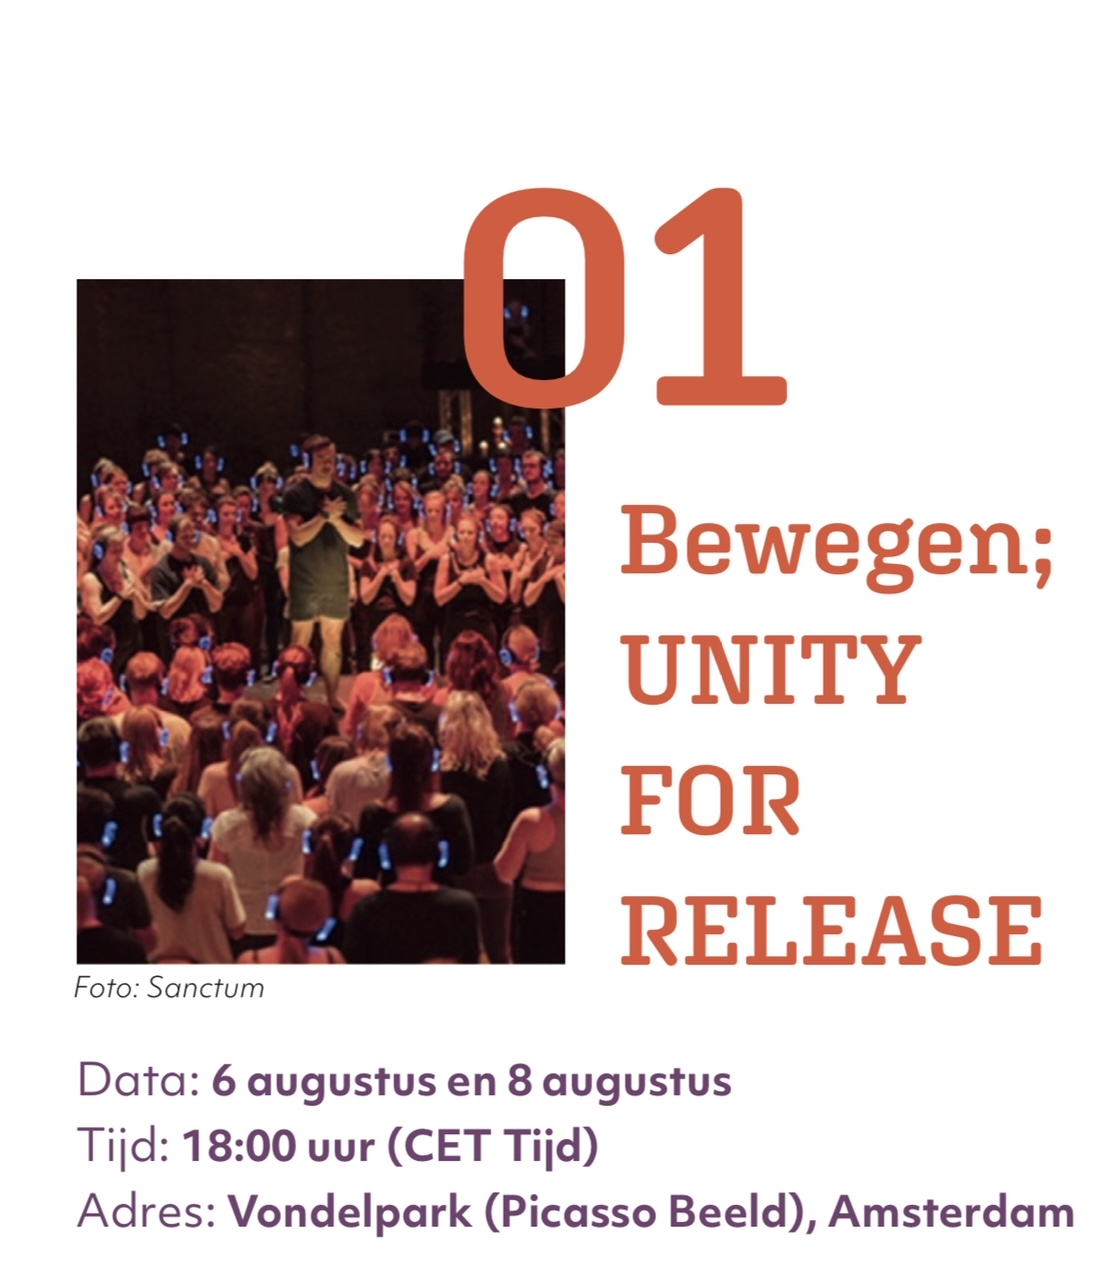 01
Bewegen;
UNITY
FOR
RELEASE
Foto: Sanctum
Data: 6 augustus en 8 augustus
Tijd: 18:00 uur (CET Tijd)
Adres: Vondelpark (Picasso Beeld), Amsterdam